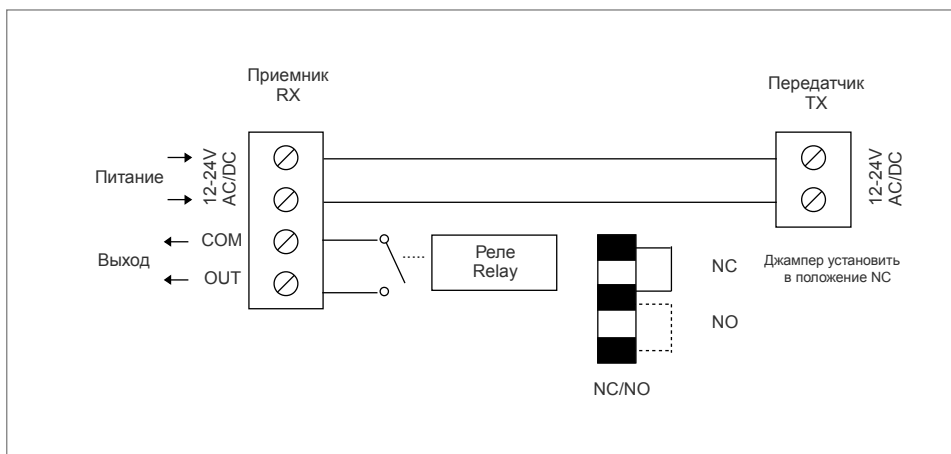 Приемник
RX
Передатчик
TX
Питание
12-24V
AC/DC
12-24V
AC/DC
Выход
COM
OUT
Реле
Relay
NC
NO
NC/NO
Джампер установить
в положение NC